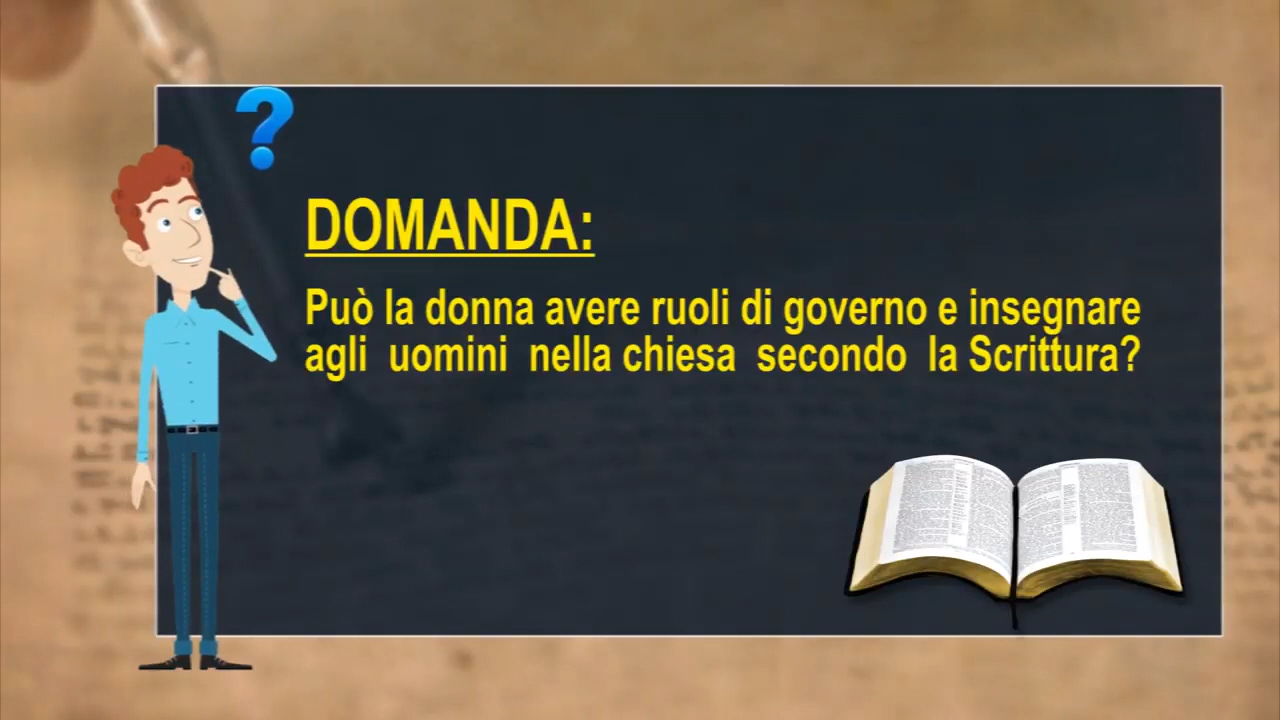 ?
DOMANDA:
Può la donna avere ruoli di governo e insegnare
agli uomini nella chiesa secondo la Scrittura?